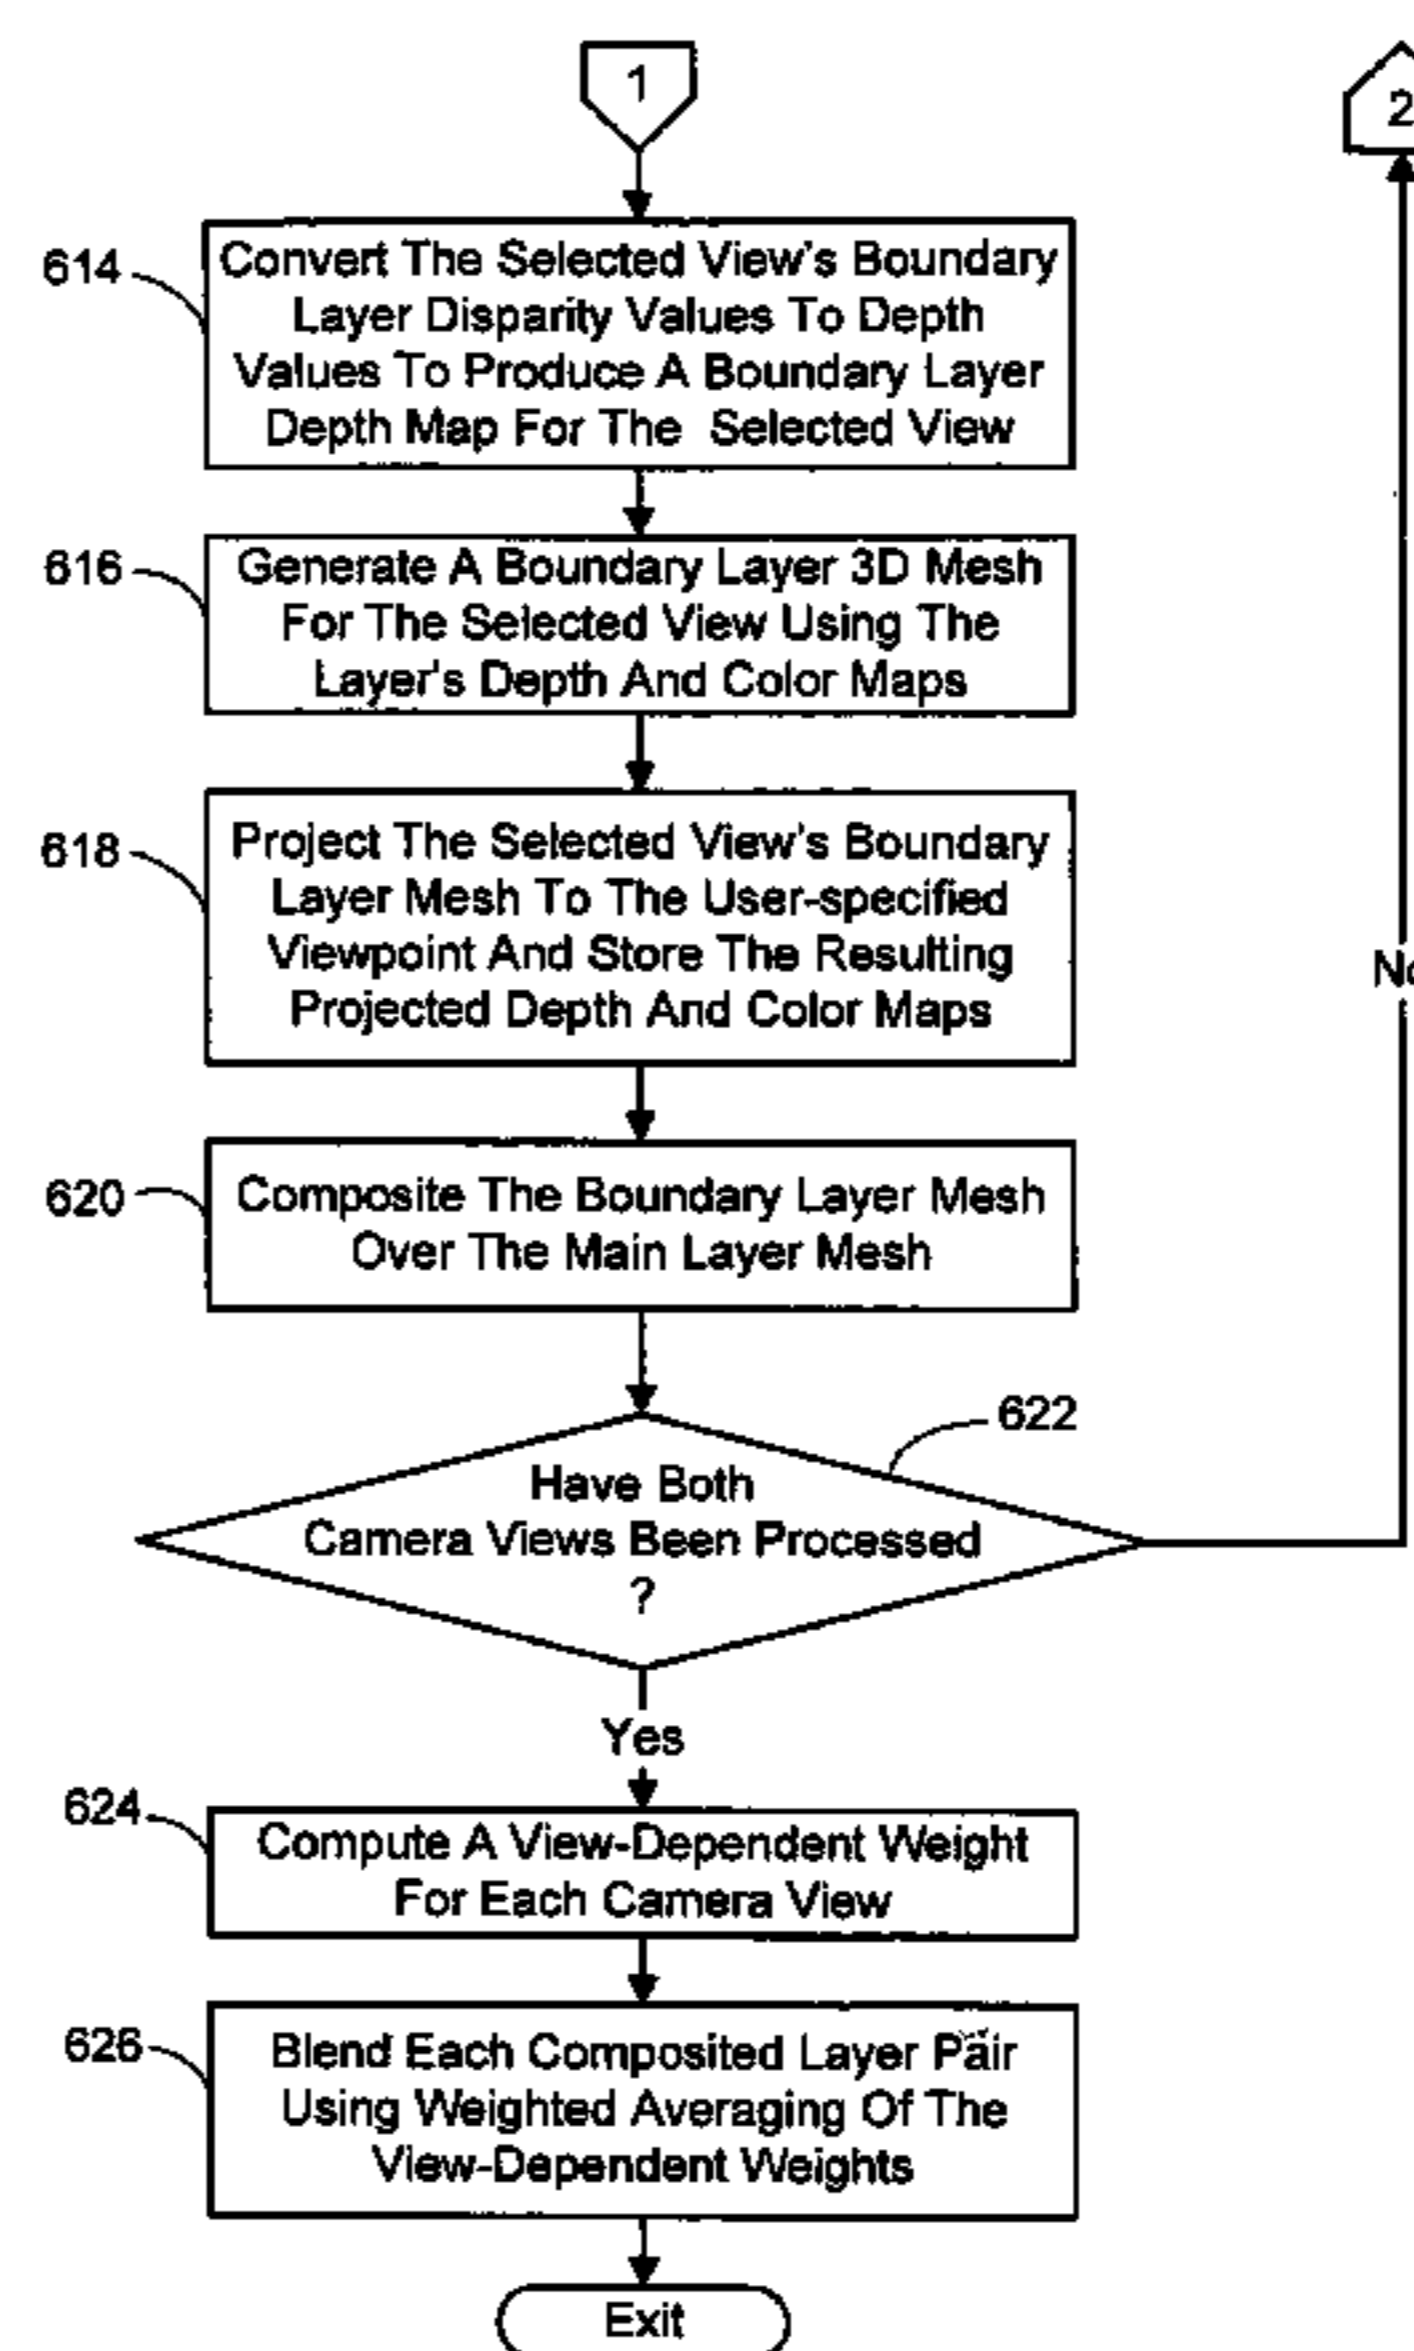 1
2
614
Convert The Selected View's Boundary
Layer Disparity Values To Depth
Values To Produce A Boundary Layer
Depth Map For The Selected View
616
Generate A Boundary Layer 3D Mesh
For The Selected View Using The
Layer's Depth And Color Maps
618
Project The Selected View's Boundary
Layer Mesh To The User-specified
Viewpoint And Store The Resulting
Projected Depth And Color Maps
No
620
Composite The Boundary Layer Mesh
Over The Main Layer Mesh
622
Have Both
Camera Views Been Processed
?
Yes
624
Compute A View-Dependent Weight
For Each Camera View
626
Blend Each Composited Layer Pair
Using Weighted Averaging Of The
View-Dependent Weights
Exit